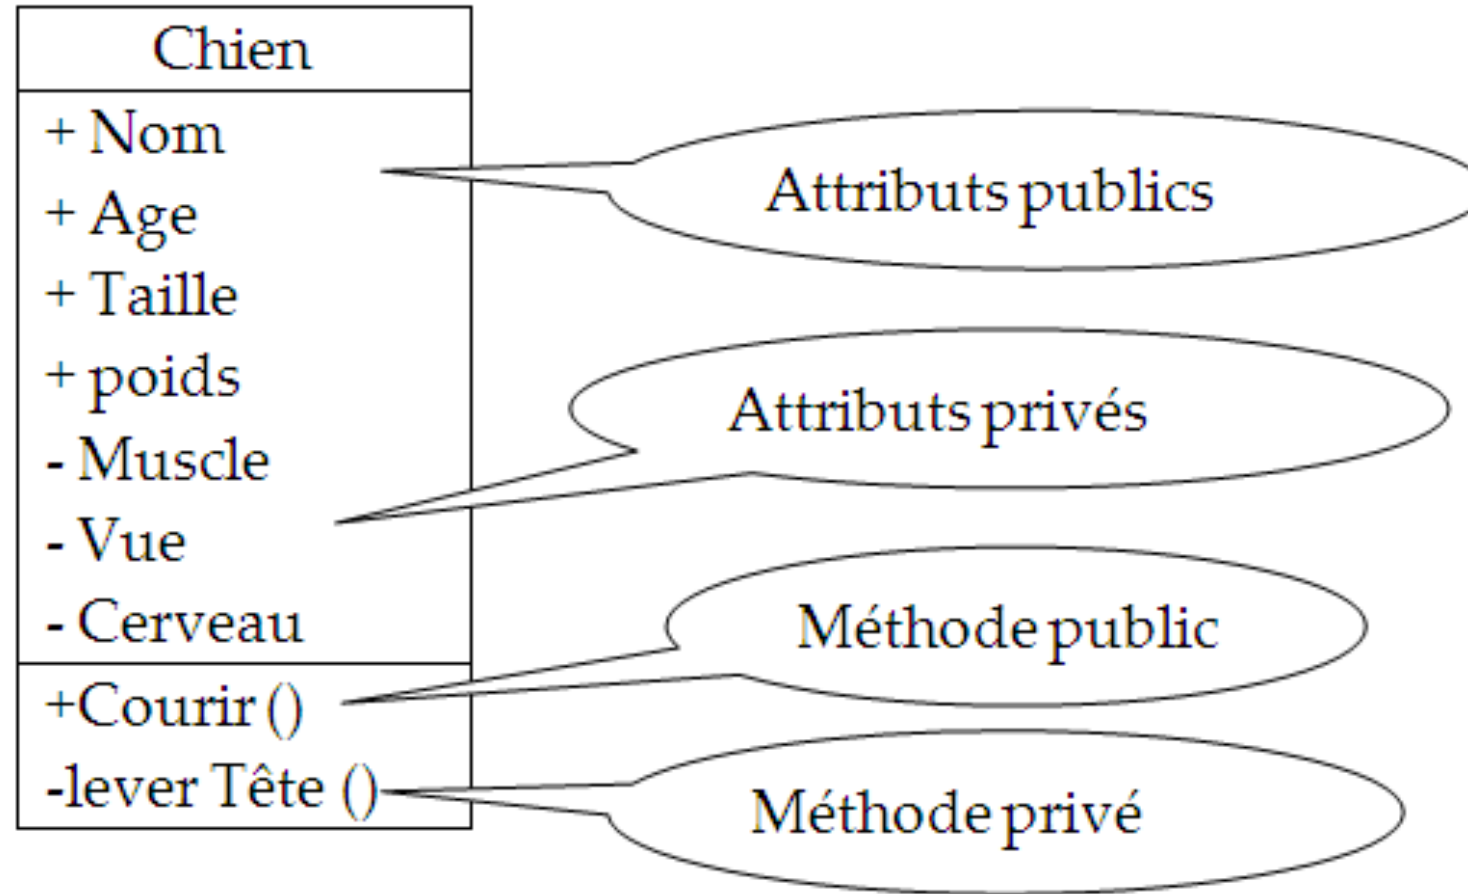 Chien
+ Nom
+ Age
+ Taille
+ poids
- Muscle
- Vue
- Cerveau
+Courir ()
-lever Tête ()
Attributs publics
Attributs privés
Méthode public
Méthode privé